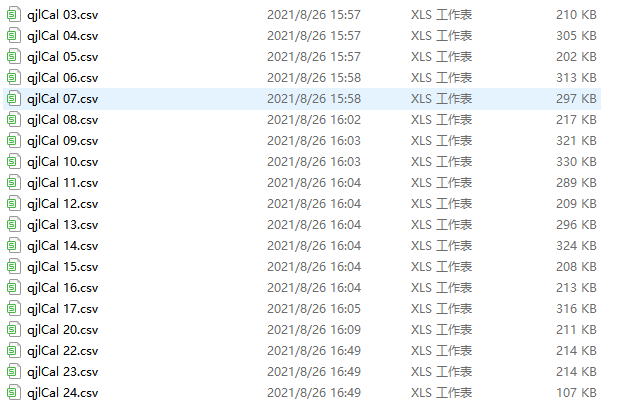 qjlCal 03.csv 2021/8/26 15:57 XLS 工作表 210 KB
qjlCal 04.csv 2021/8/26 15:57 XLS 工作表 305 KB
qjlCal 05.csv 2021/8/26 15:57 XLS 工作表 202 KB
qjlCal 06.csv 2021/8/26 15:58 XLS 工作表 313 KB
qjlCal 07.csv 2021/8/26 15:58 XLS 工作表 297 KB
qjlCal 08.csv 2021/8/26 16:02 XLS 工作表 217 KB
qjlCal 09.csv 2021/8/26 16:03 XLS 工作表 321 KB
qjlCal 10.csv 2021/8/26 16:03 XLS 工作表 330 KB
qjlCal 11.csv 2021/8/26 16:04 XLS 工作表 289 KB
qjlCal 12.csv 2021/8/26 16:04 XLS 工作表 209 KB
qjlCal 13.csv 2021/8/26 16:04 XLS 工作表 296 KB
qjlCal 14.csv 2021/8/26 16:04 XLS 工作表 324 KB
qjlCal 15.csv 2021/8/26 16:04 XLS 工作表 208 KB
qjlCal 16.csv 2021/8/26 16:04 XLS 工作表 213 KB
qjlCal 17.csv 2021/8/26 16:05 XLS 工作表 316 KB
qjlCal 20.csv 2021/8/26 16:09 XLS 工作表 211 KB
qjlCal 22.csv 2021/8/26 16:49 XLS 工作表 214 KB
qjlCal 23.csv 2021/8/26 16:49 XLS 工作表 214 KB
qjlCal 24.csv 2021/8/26 16:49 XLS 工作表 107 KB